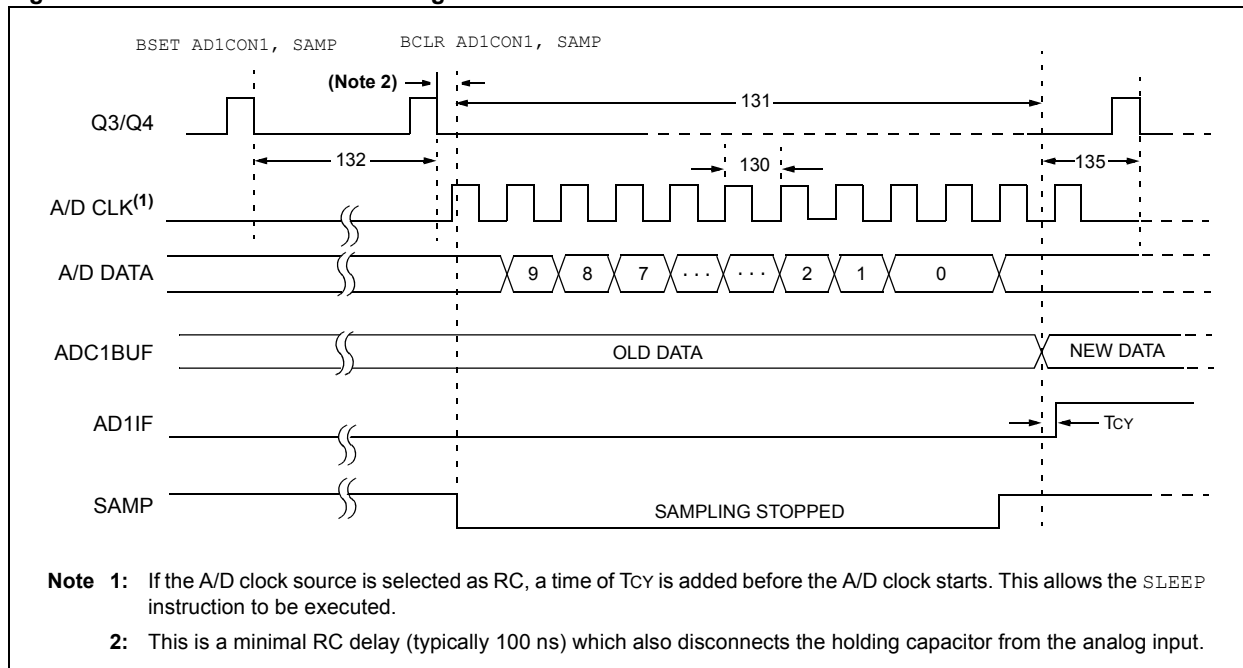 BSET AD1CON1, SAMP
BCLR AD1CON1, SAMP
(Note 2)
131
Q3/Q4
132
130
135
A/D CLK(1)
A/D DATA
9 8 7 · · · · · · 2 1 0
ADC1BUF
OLD DATA
NEW DATA
AD1IF
TCY
SAMP
SAMPLING STOPPED
Note 1: If the A/D clock source is selected as RC, a time of TCY is added before the A/D clock starts. This allows the SLEEP
instruction to be executed.
2: This is a minimal RC delay (typically 100 ns) which also disconnects the holding capacitor from the analog input.